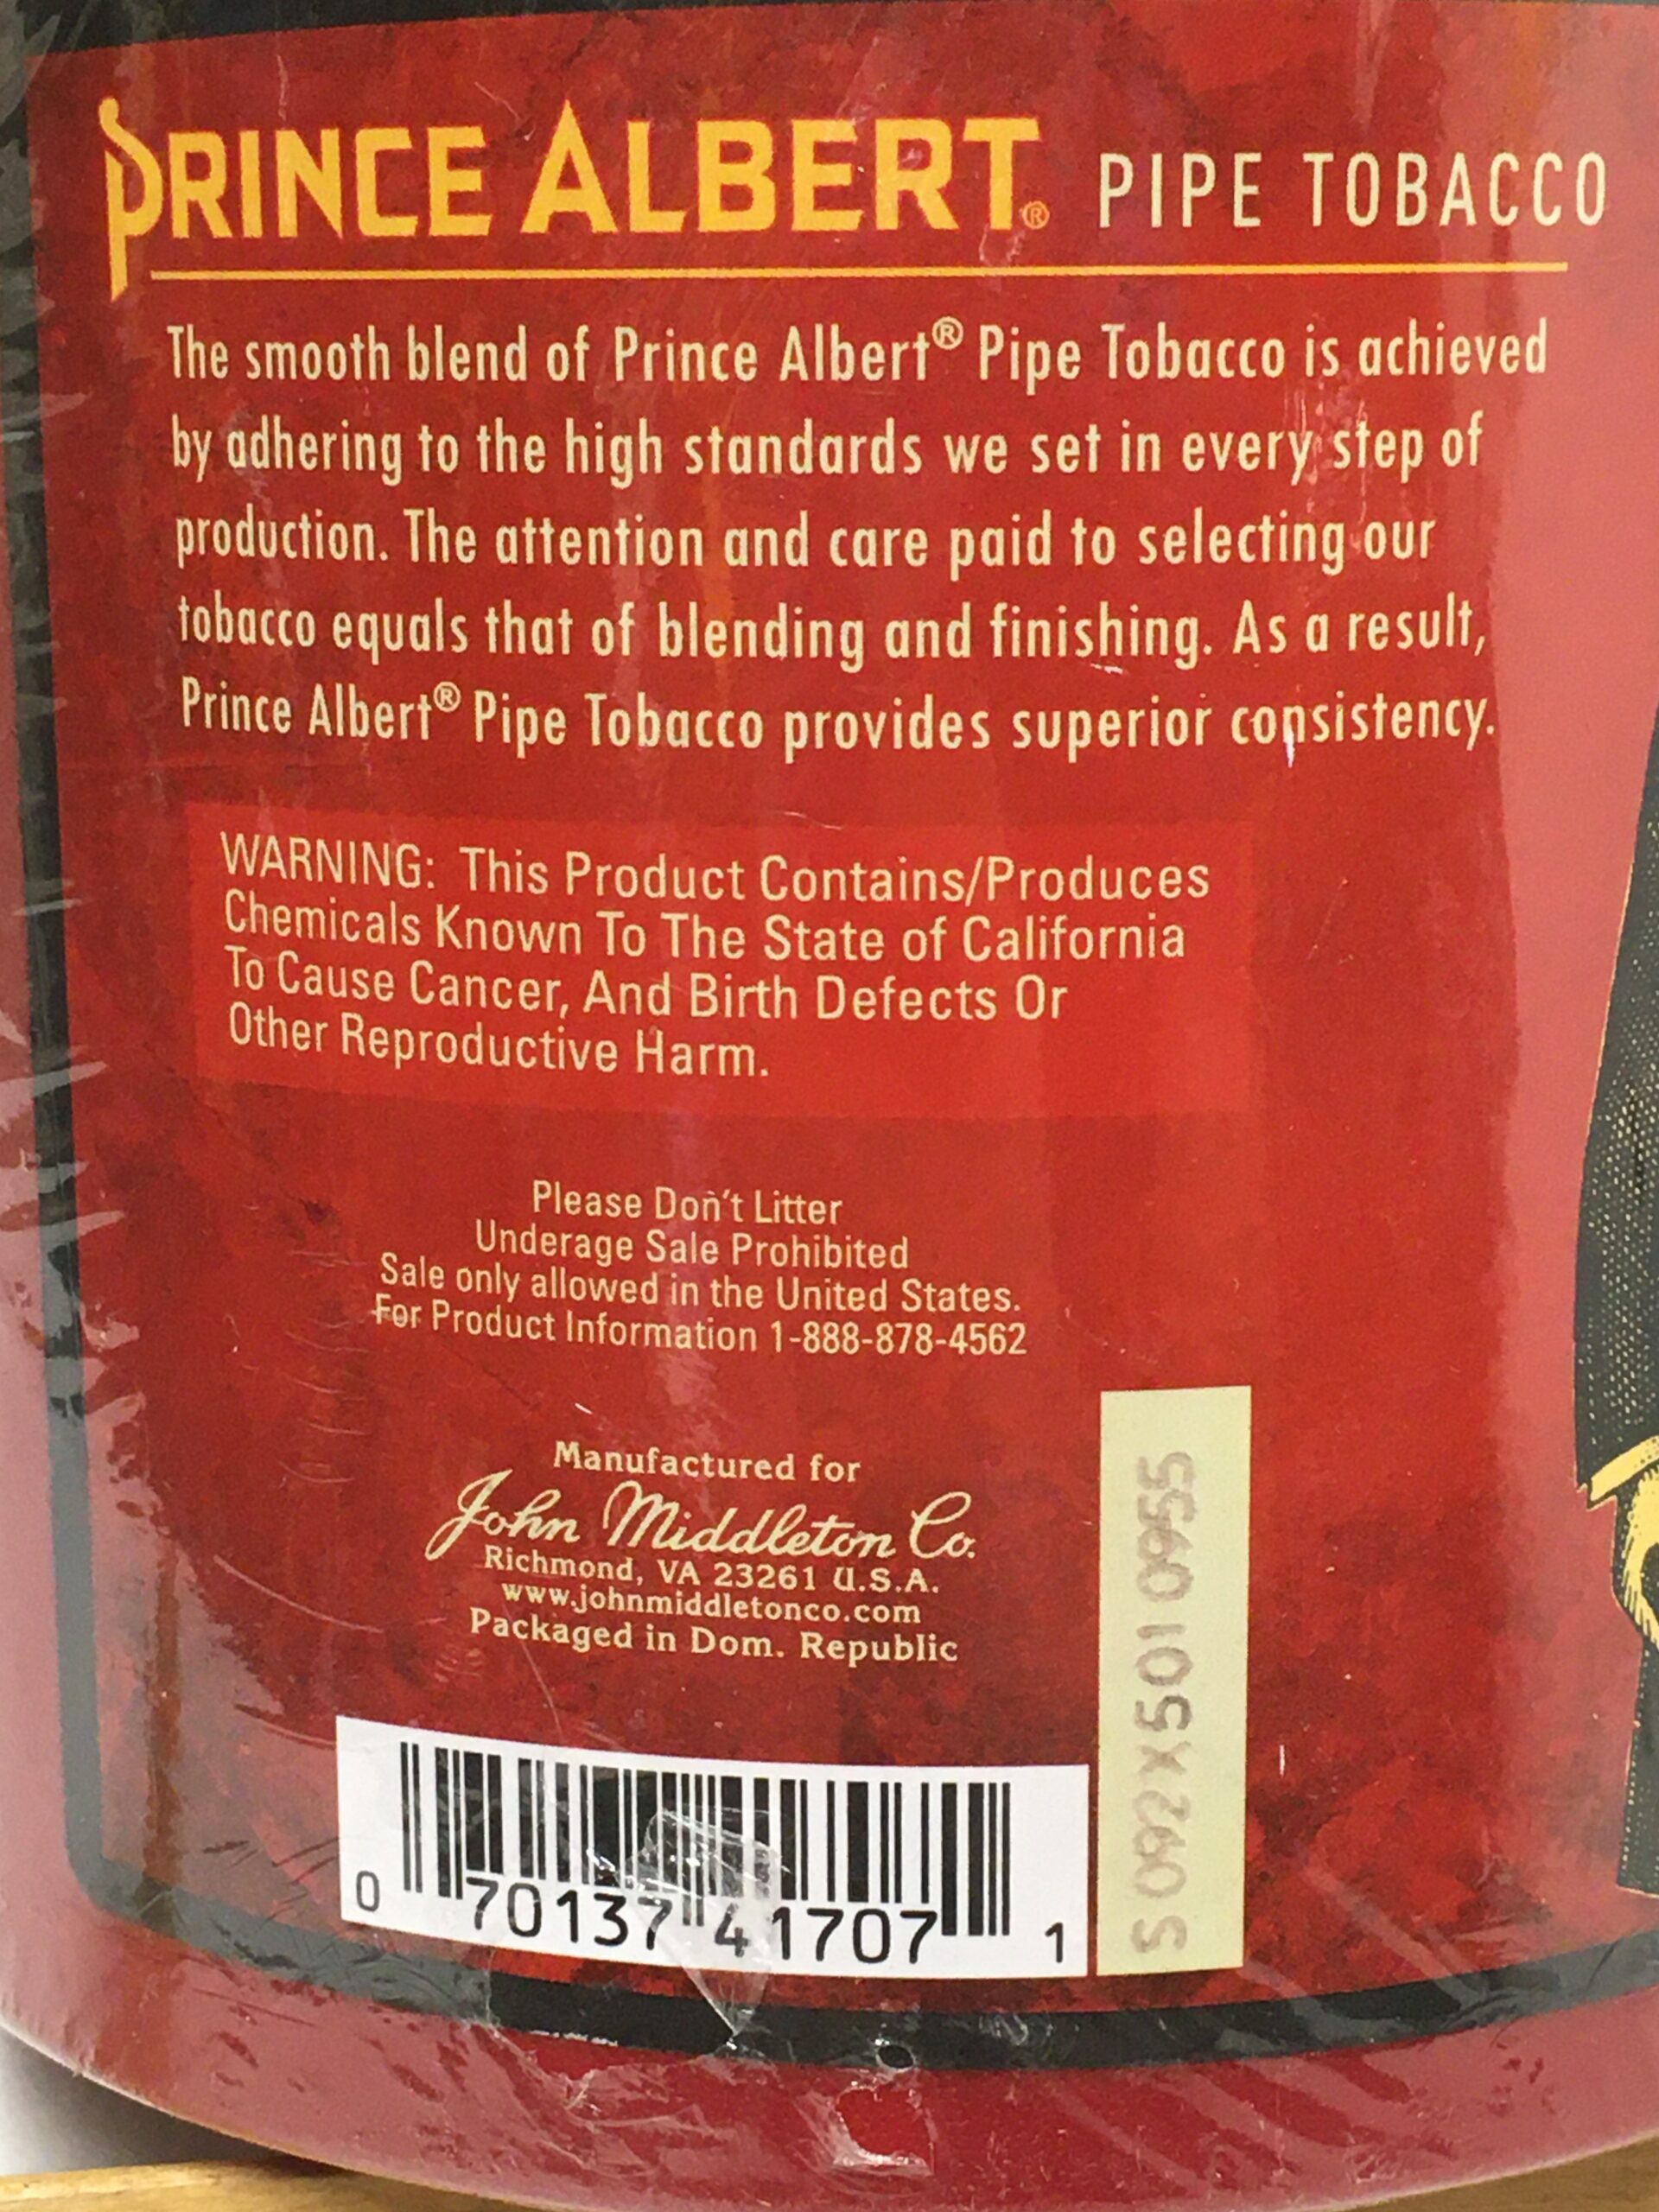 PRINCE ALBERT® PIPE TOBACCO
The smooth blend of Prince Albert® Pipe Tobacco is achieved
by adhering to the high standards we set in every step of
production. The attention and care paid to selecting our
tobacco equals that of blending and finishing. As a result,
Prince Albert® Pipe Tobacco provides superior consistency.
WARNING: This Product Contains/Produces
Chemicals Known To The State of California
To Cause Cancer, And Birth Defects Or
Other Reproductive Harm.
Please Don't Litter
Underage Sale Prohibited
Sale only allowed in the United States.
For Product Information 1-888-878-4562
Manufactured for
John Middleton Co.
Richmond, VA 23261 U.S.A.
www.johnmiddletonco.com
Packaged in Dom. Republic
S 092X501 0955
0 70137 41707 1